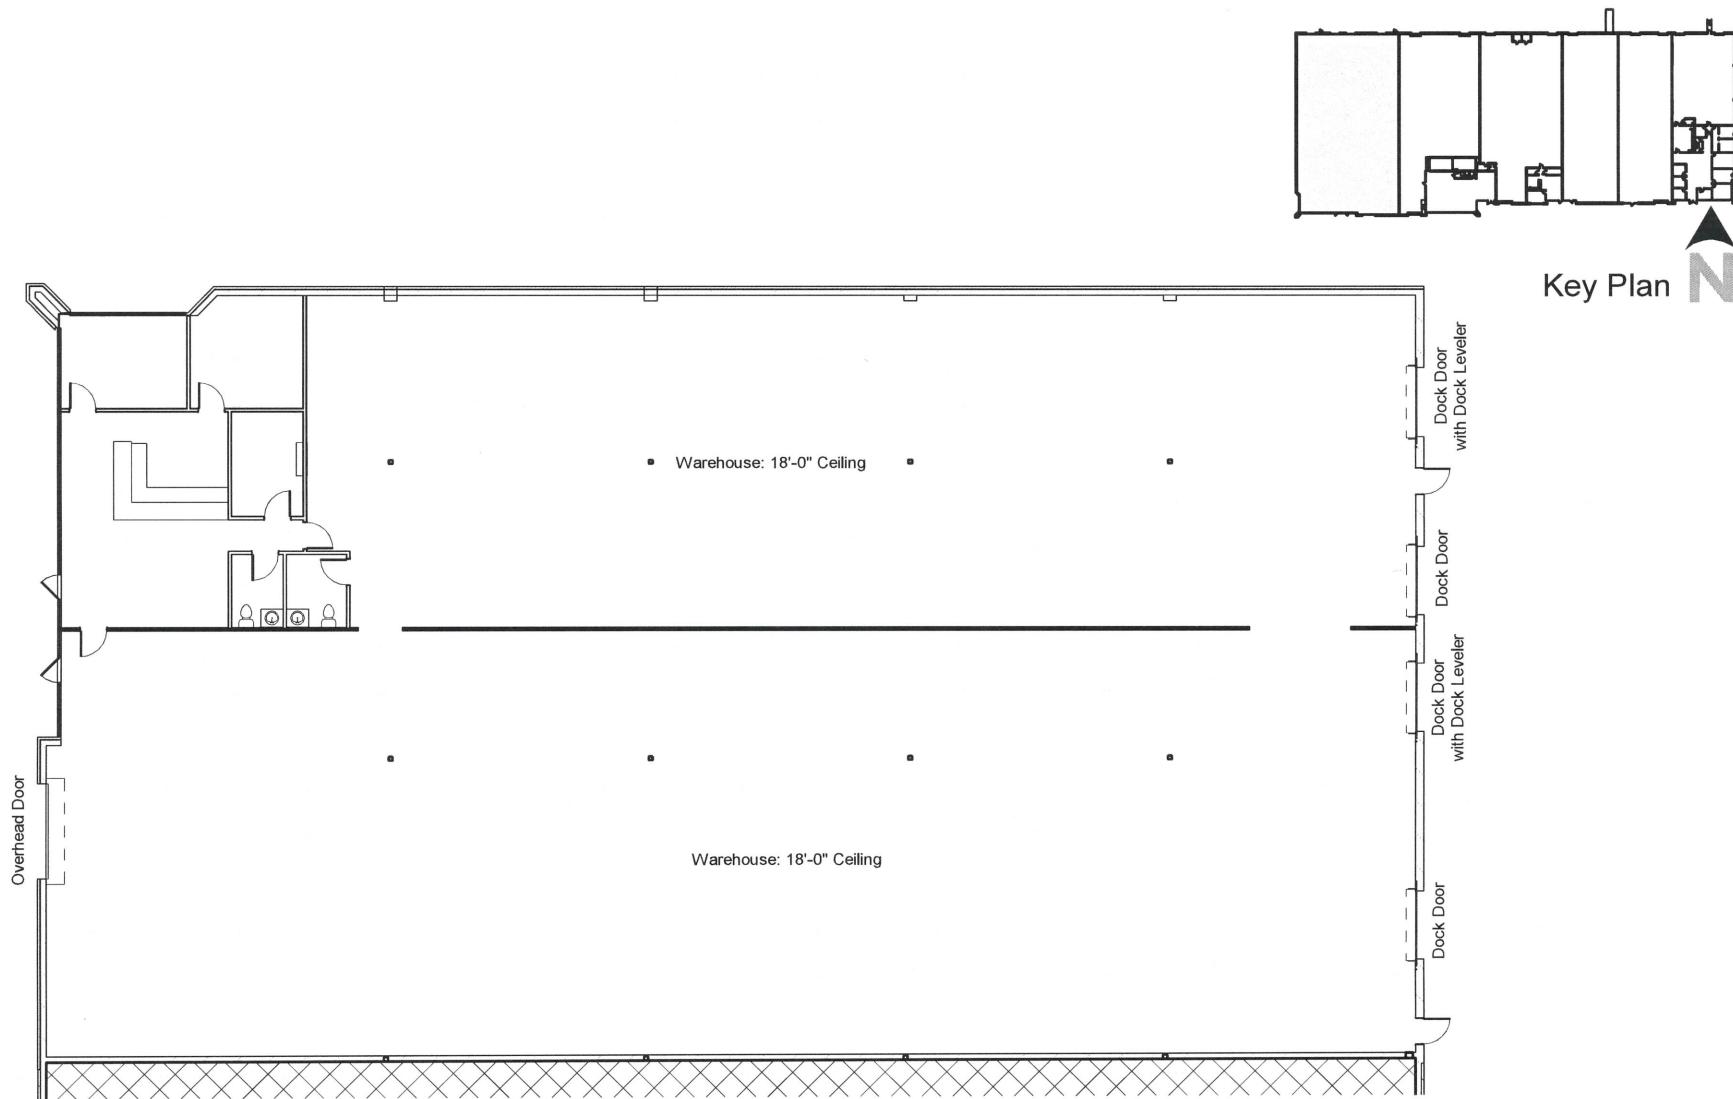 Key Plan
N
Dock Door
with Dock Leveler
Warehouse: 18'-0" Ceiling
Dock Door
Dock Door
with Dock Leveler
Overhead Door
Warehouse: 18'-0" Ceiling
Dock Door